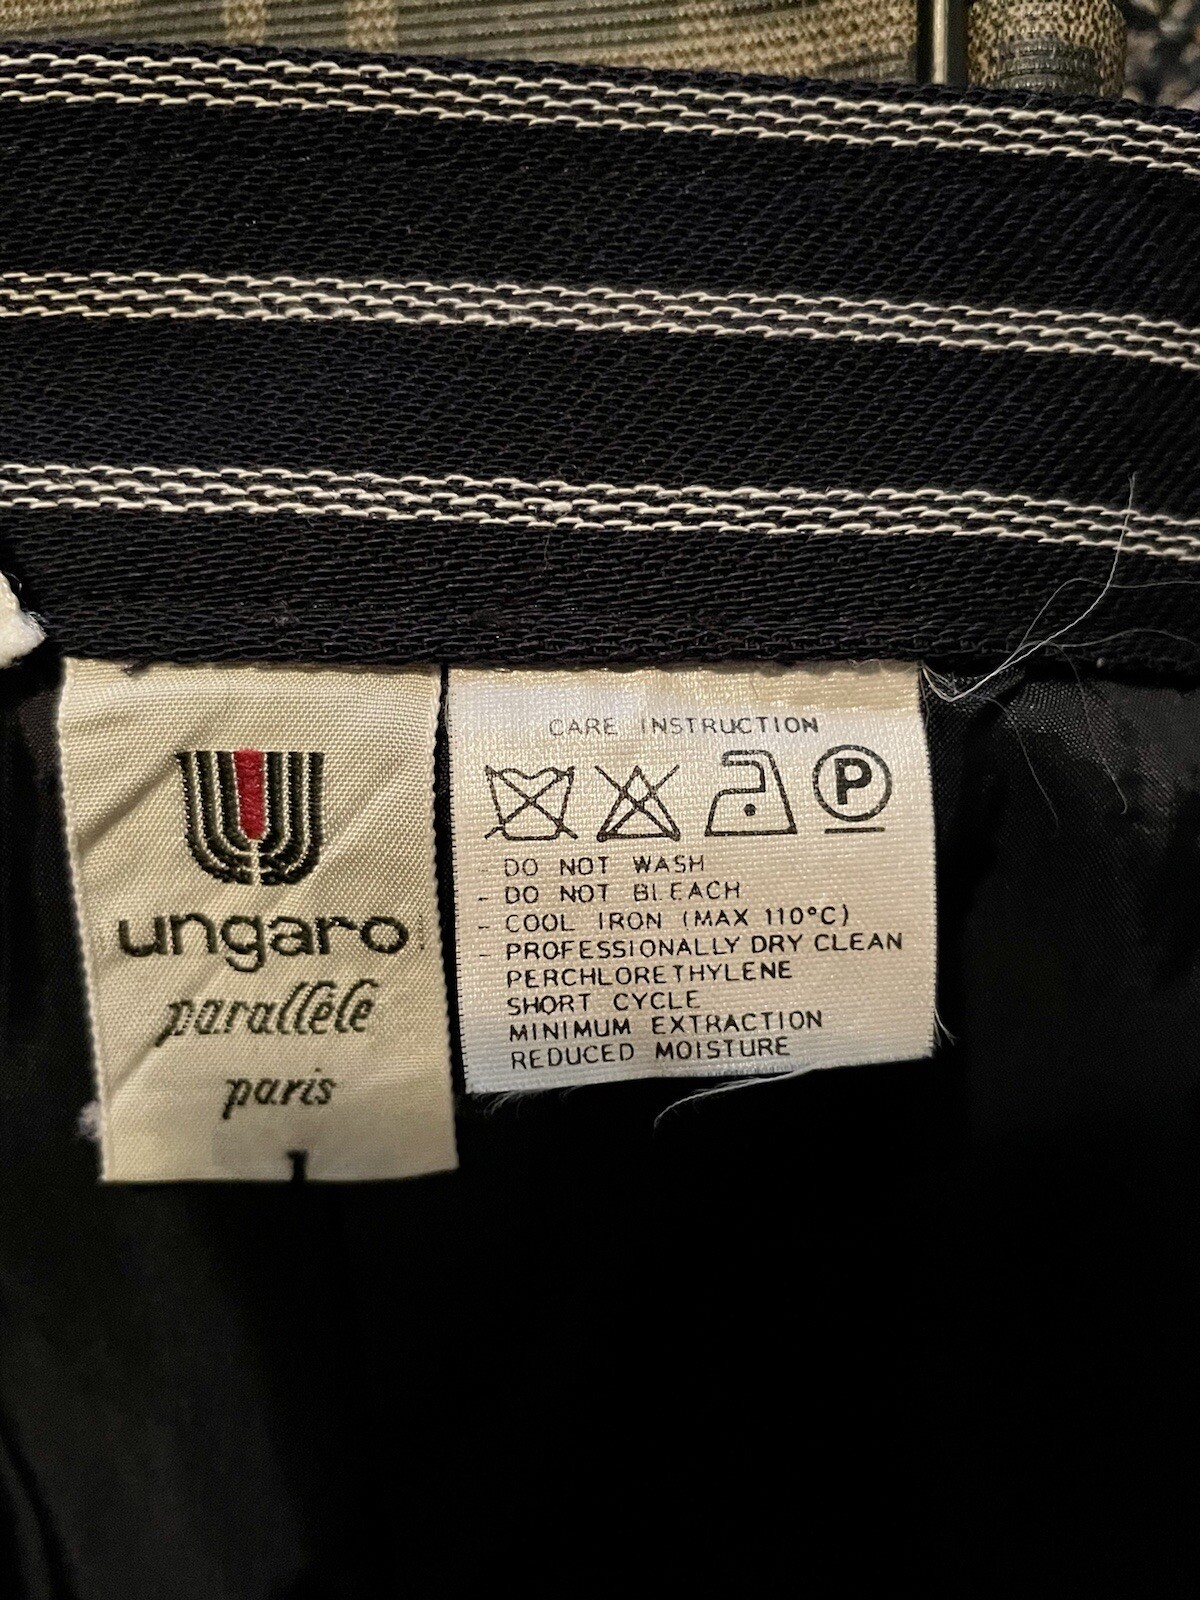 ungaro
parallèle
paris
1
CARE INSTRUCTION
P
- DO NOT WASH
- DO NOT BLEACH
- COOL IRON (MAX 110°C)
- PROFESSIONALLY DRY CLEAN
PERCHLORETHYLENE
SHORT CYCLE
MINIMUM EXTRACTION
REDUCED MOISTURE